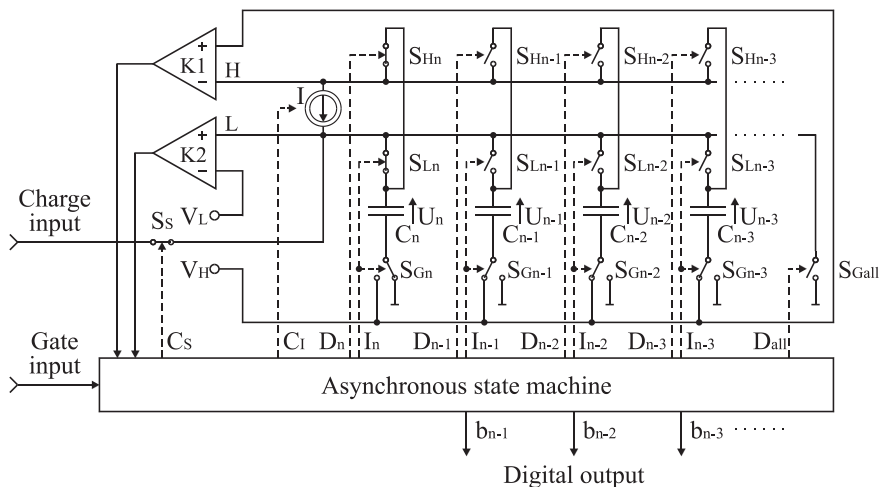 + K1 − H S_Hn S_Hn-1 S_Hn-2 S_Hn-3
I
+ K2 − L S_Ln S_Ln-1 S_Ln-2 S_Ln-3
Charge input
S_S V_L C_n U_n C_n-1 U_n-1 C_n-2 U_n-2 C_n-3 U_n-3
V_H S_Gn S_Gn-1 S_Gn-2 S_Gn-3 S_Gall
Gate input
C_S C_I D_n I_n D_n-1 I_n-1 D_n-2 I_n-2 D_n-3 I_n-3 D_all
Asynchronous state machine
b_n-1 b_n-2 b_n-3
Digital output